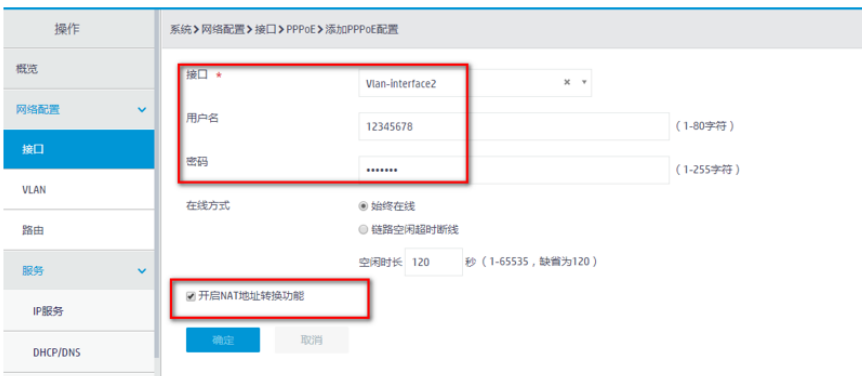 操作
系统>网络配置>接口>PPPoE>添加PPPoE配置
概览
网络配置
接口
VLAN
路由
服务
IP服务
DHCP/DNS
接口 *
Vlan-interface2 × ▾
用户名
12345678 (1-80字符)
密码
••••••• (1-255字符)
在线方式
始终在线
链路空闲超时断线
空闲时长 120 秒 (1-65535，缺省为120)
开启NAT地址转换功能
确定 取消